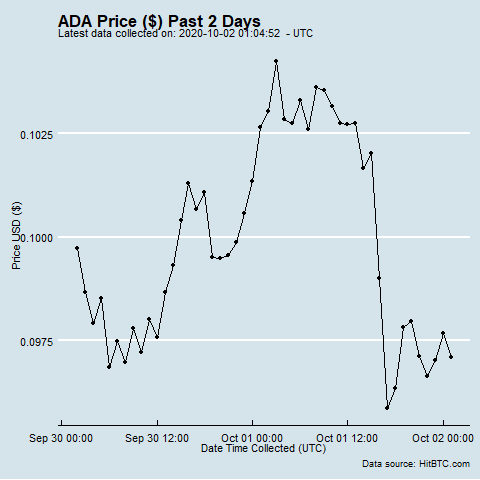 ADA Price ($) Past 2 Days
Latest data collected on: 2020-10-02 01:04:52 - UTC
0.1025
0.1000
0.0975
Price USD ($)
Sep 30 00:00
Sep 30 12:00
Oct 01 00:00
Oct 01 12:00
Oct 02 00:00
Date Time Collected (UTC)
Data source: HitBTC.com